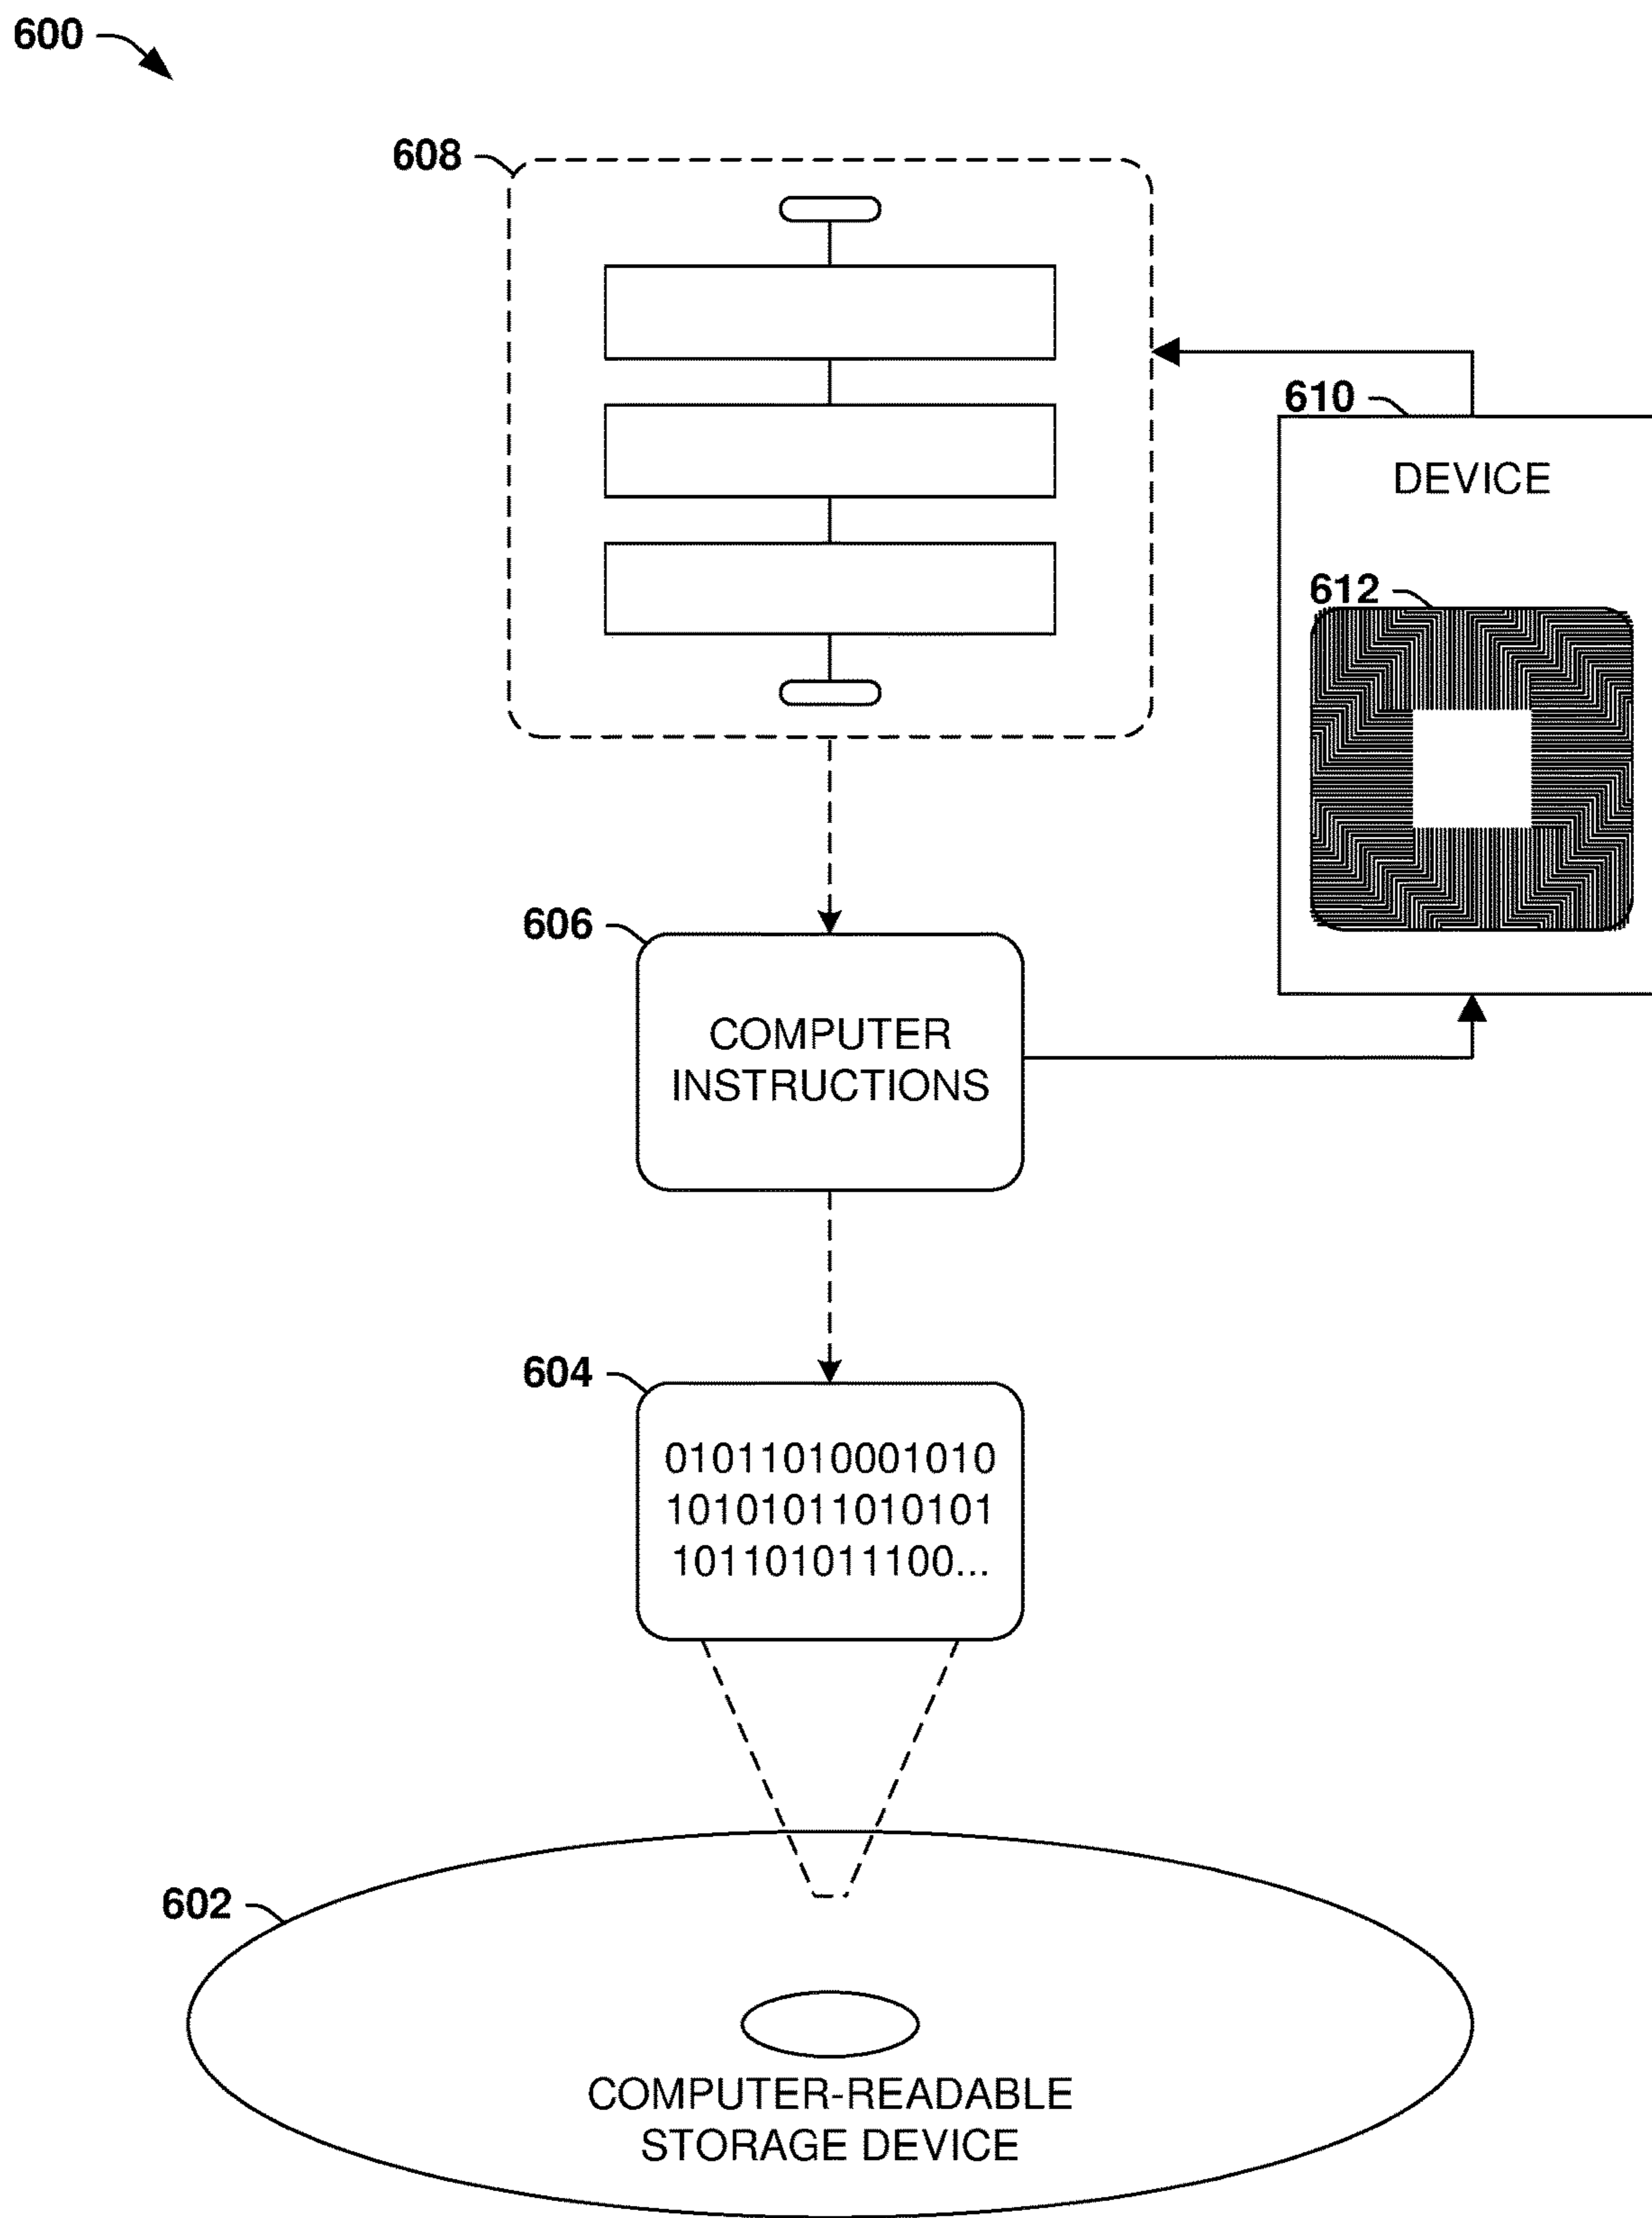 600
608
610
DEVICE
612
606
COMPUTER
INSTRUCTIONS
604
01011010001010
10101011010101
101101011100...
602
COMPUTER-READABLE
STORAGE DEVICE